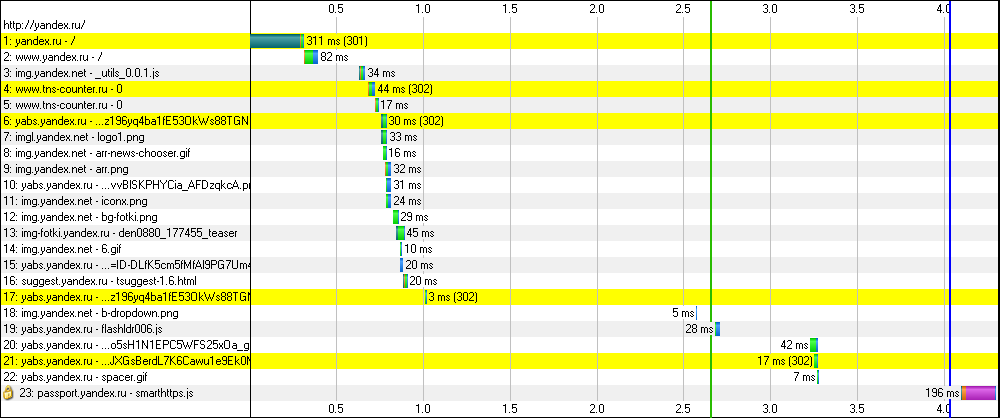 0.5 1.0 1.5 2.0 2.5 3.0 3.5 4.0
http://yandex.ru/
1: yandex.ru - / 311 ms (301)
2: www.yandex.ru - / 82 ms
3: img.yandex.net - _utils_0.0.1.js 34 ms
4: www.tns-counter.ru - 0 44 ms (302)
5: www.tns-counter.ru - 0 17 ms
6: yabs.yandex.ru - ...z196yq4ba1fE53OkWs88TGN 30 ms (302)
7: imgl.yandex.net - logo1.png 33 ms
8: img.yandex.net - arr-news-chooser.gif 16 ms
9: img.yandex.net - arr.png 32 ms
10: yabs.yandex.ru - ...vvBlSKPHYCia_AFDzqkcA.pn 31 ms
11: img.yandex.net - iconx.png 24 ms
12: img.yandex.net - bg-fotki.png 29 ms
13: img-fotki.yandex.ru - den0880_177455_teaser 45 ms
14: img.yandex.net - 6.gif 10 ms
15: yabs.yandex.ru - ...=ID-DLfK5cm5fMfAl9PG7Um4 20 ms
16: suggest.yandex.ru - tsuggest-1.6.html 20 ms
17: yabs.yandex.ru - ...z196yq4ba1fE53OkWs88TGN 3 ms (302)
18: img.yandex.net - b-dropdown.png 5 ms
19: yabs.yandex.ru - flashldr006.js 28 ms
20: yabs.yandex.ru - ...o5sH1N1EPC5WFS25xOa_g 42 ms
21: yabs.yandex.ru - ...JXGsBerdL7K6Cawu1e9Ek0N 17 ms (302)
22: yabs.yandex.ru - spacer.gif 7 ms
23: passport.yandex.ru - smarthttps.js 196 ms
0.5 1.0 1.5 2.0 2.5 3.0 3.5 4.0